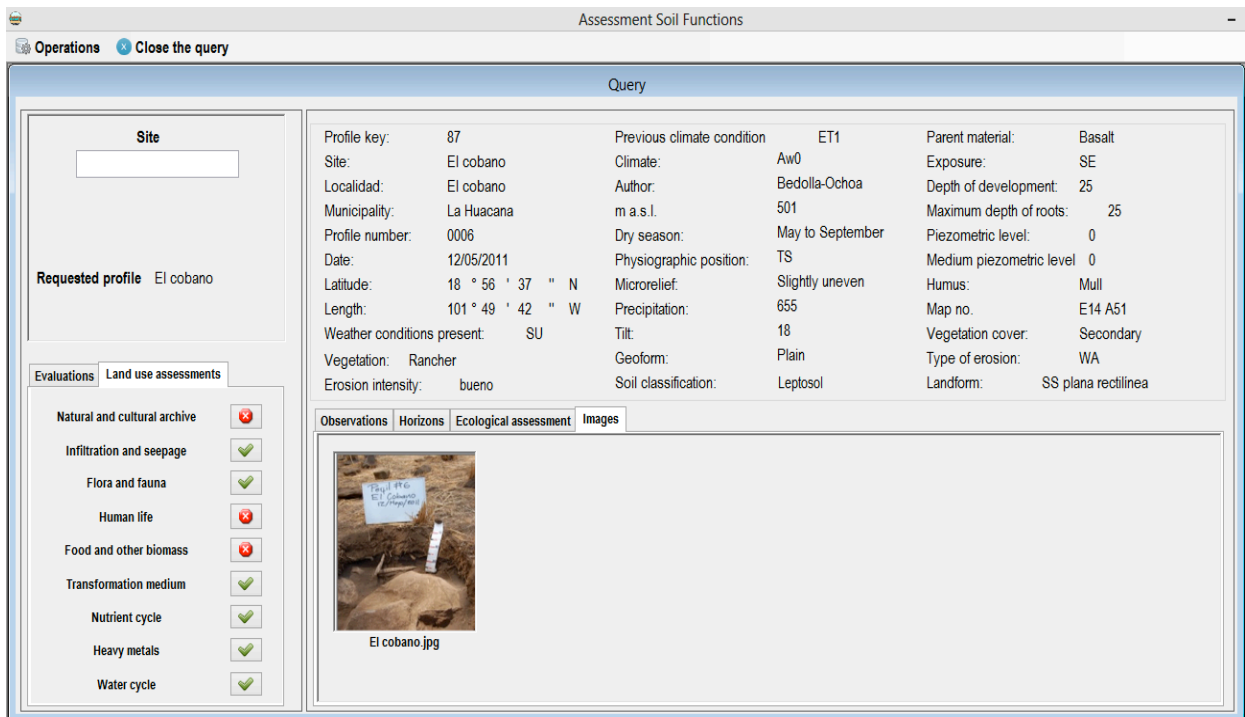 Assessment Soil Functions
Operations Close the query
Query
Site
Requested profile El cobano
Evaluations Land use assessments
Natural and cultural archive
Infiltration and seepage
Flora and fauna
Human life
Food and other biomass
Transformation medium
Nutrient cycle
Heavy metals
Water cycle
Profile key: 87
Site: El cobano
Localidad: El cobano
Municipality: La Huacana
Profile number: 0006
Date: 12/05/2011
Latitude: 18 ° 56 ' 37 " N
Length: 101 ° 49 ' 42 " W
Weather conditions present: SU
Vegetation: Rancher
Erosion intensity: bueno
Previous climate condition ET1
Climate: Aw0
Author: Bedolla-Ochoa
m a.s.l. 501
Dry season: May to September
Physiographic position: TS
Microrelief: Slightly uneven
Precipitation: 655
Tilt: 18
Geoform: Plain
Soil classification: Leptosol
Parent material: Basalt
Exposure: SE
Depth of development: 25
Maximum depth of roots: 25
Piezometric level: 0
Medium piezometric level 0
Humus: Mull
Map no. E14 A51
Vegetation cover: Secondary
Type of erosion: WA
Landform: SS plana rectilinea
Observations Horizons Ecological assessment Images
El Cobano
El cobano.jpg